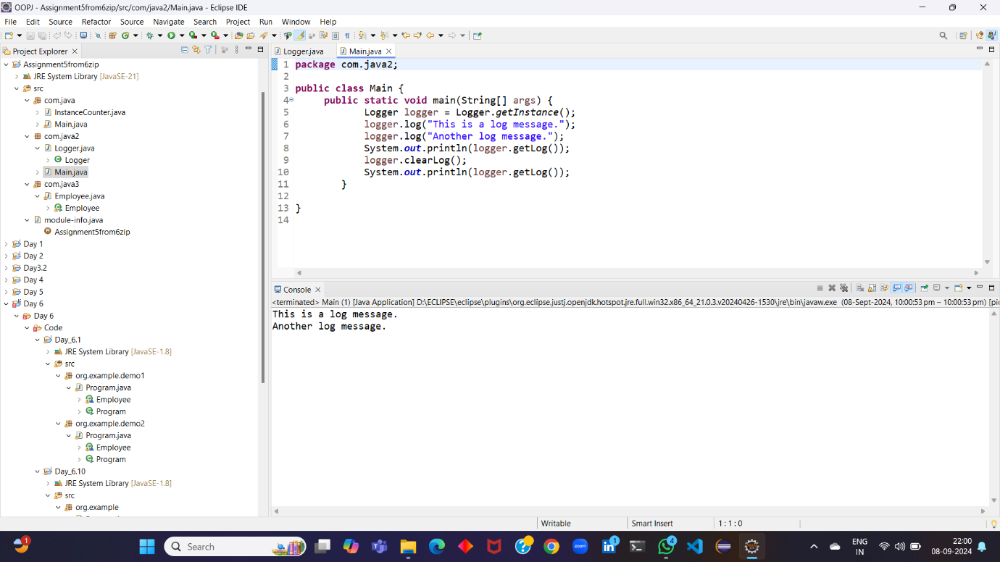 OOPJ - Assignment5from6zip/src/com/java2/Main.java - Eclipse IDE
File Edit Source Refactor Source Navigate Search Project Run Window Help
Project Explorer
Assignment5from6zip
JRE System Library [JavaSE-21]
src
com.java
InstanceCounter.java
Main.java
com.java2
Logger.java
Logger
Main.java
com.java3
Employee.java
Employee
module-info.java
Assignment5from6zip
Day 1
Day 2
Day3.2
Day 4
Day 5
Day 6
Day 6
Code
Day_6.1
JRE System Library [JavaSE-1.8]
src
org.example.demo1
Program.java
Employee
Program
org.example.demo2
Program.java
Employee
Program
Day_6.10
JRE System Library [JavaSE-1.8]
src
org.example
Logger.java Main.java
1 package com.java2;
2
3 public class Main {
4 public static void main(String[] args) {
5 Logger logger = Logger.getInstance();
6 logger.log("This is a log message.");
7 logger.log("Another log message.");
8 System.out.println(logger.getLog());
9 logger.clearLog();
10 System.out.println(logger.getLog());
11 }
12
13 }
14
Console
<terminated> Main (1) [Java Application] D:\ECLIPSE\eclipse\plugins\org.eclipse.justj.openjdk.hotspot.jre.full.win32.x86_64_21.0.3.v20240426-1530\jre\bin\javaw.exe (08-Sept-2024, 10:00:53 pm – 10:00:53 pm) [pic
This is a log message.
Another log message.
Writable Smart Insert 1 : 1 : 0
1
Search
zoom
1
4
ENG
IN
22:00
08-09-2024